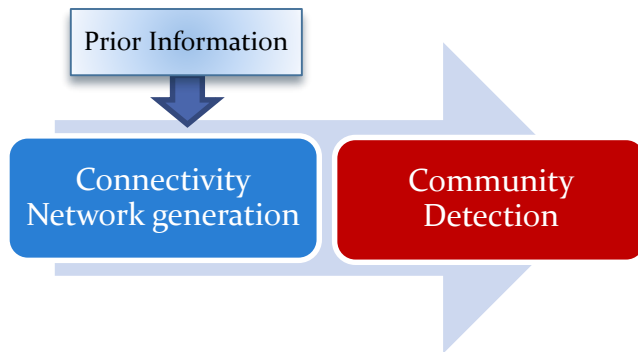 Prior Information
Connectivity
Network generation
Community
Detection